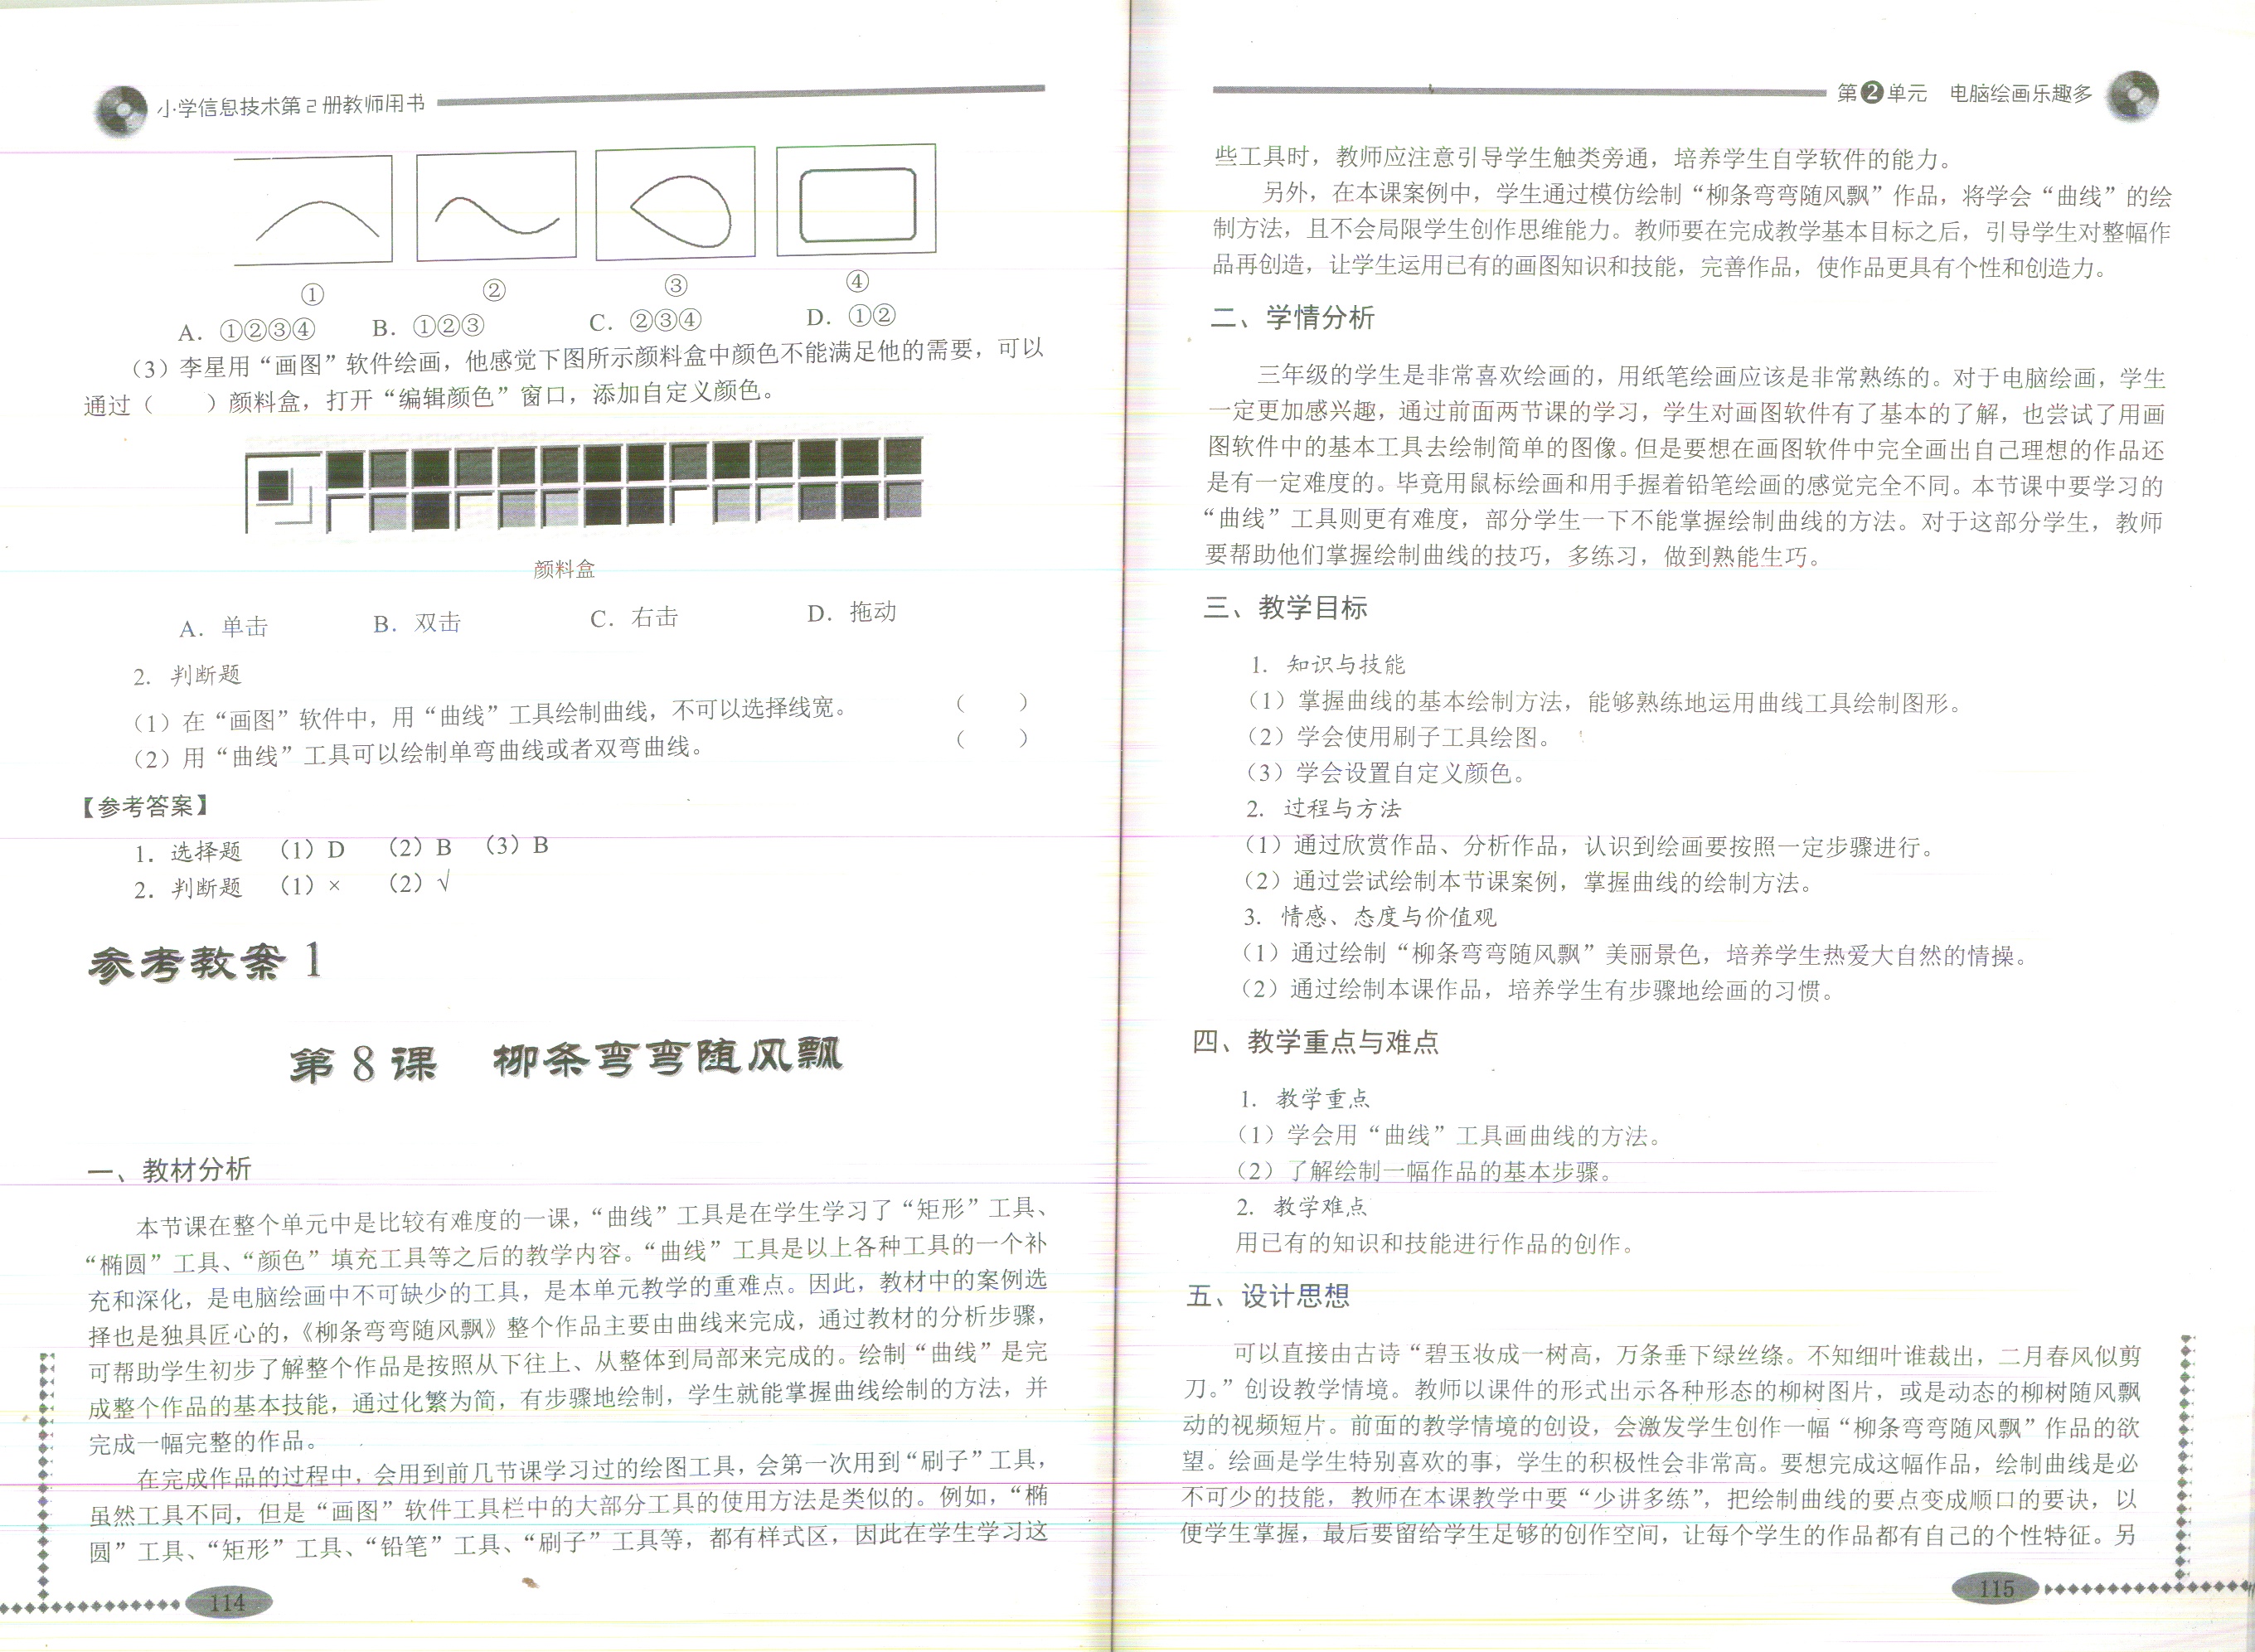 小学信息技术第2册教师用书
① ② ③ ④
A. ①②③④ B. ①②③ C. ②③④ D. ①②
（3）李星用“画图”软件绘画，他感觉下图所示颜料盒中颜色不能满足他的需要，可以
通过（ ）颜料盒，打开“编辑颜色”窗口，添加自定义颜色。
颜料盒
A. 单击 B. 双击 C. 右击 D. 拖动
2. 判断题
（1）在“画图”软件中，用“曲线”工具绘制曲线，不可以选择线宽。 （ ）
（2）用“曲线”工具可以绘制单弯曲线或者双弯曲线。 （ ）
【参考答案】
1. 选择题 （1）D （2）B （3）B
2. 判断题 （1）× （2）√
参考教案 1
第 8 课 柳条弯弯随风飘
一、教材分析
本节课在整个单元中是比较有难度的一课，“曲线”工具是在学生学习了“矩形”工具、
“椭圆”工具、“颜色”填充工具等之后的教学内容。“曲线”工具是以上各种工具的一个补
充和深化，是电脑绘画中不可缺少的工具，是本单元教学的重难点。因此，教材中的案例选
择也是独具匠心的，《柳条弯弯随风飘》整个作品主要由曲线来完成，通过教材的分析步骤，
可帮助学生初步了解整个作品是按照从下往上、从整体到局部来完成的。绘制“曲线”是完
成整个作品的基本技能，通过化繁为简，有步骤地绘制，学生就能掌握曲线绘制的方法，并
完成一幅完整的作品。
在完成作品的过程中，会用到前几节课学习过的绘图工具，会第一次用到“刷子”工具，
虽然工具不同，但是“画图”软件工具栏中的大部分工具的使用方法是类似的。例如，“椭
圆”工具、“矩形”工具、“铅笔”工具、“刷子”工具等，都有样式区，因此在学生学习这
114
第2单元 电脑绘画乐趣多
些工具时，教师应注意引导学生触类旁通，培养学生自学软件的能力。
另外，在本课案例中，学生通过模仿绘制“柳条弯弯随风飘”作品，将学会“曲线”的绘
制方法，且不会局限学生创作思维能力。教师要在完成教学基本目标之后，引导学生对整幅作
品再创造，让学生运用已有的画图知识和技能，完善作品，使作品更具有个性和创造力。
二、学情分析
三年级的学生是非常喜欢绘画的，用纸笔绘画应该是非常熟练的。对于电脑绘画，学生
一定更加感兴趣，通过前面两节课的学习，学生对画图软件有了基本的了解，也尝试了用画
图软件中的基本工具去绘制简单的图像。但是要想在画图软件中完全画出自己理想的作品还
是有一定难度的。毕竟用鼠标绘画和用手握着铅笔绘画的感觉完全不同。本节课中要学习的
“曲线”工具则更有难度，部分学生一下不能掌握绘制曲线的方法。对于这部分学生，教师
要帮助他们掌握绘制曲线的技巧，多练习，做到熟能生巧。
三、教学目标
1. 知识与技能
（1）掌握曲线的基本绘制方法，能够熟练地运用曲线工具绘制图形。
（2）学会使用刷子工具绘图。
（3）学会设置自定义颜色。
2. 过程与方法
（1）通过欣赏作品、分析作品，认识到绘画要按照一定步骤进行。
（2）通过尝试绘制本节课案例，掌握曲线的绘制方法。
3. 情感、态度与价值观
（1）通过绘制“柳条弯弯随风飘”美丽景色，培养学生热爱大自然的情操。
（2）通过绘制本课作品，培养学生有步骤地绘画的习惯。
四、教学重点与难点
1. 教学重点
（1）学会用“曲线”工具画曲线的方法。
（2）了解绘制一幅作品的基本步骤。
2. 教学难点
用已有的知识和技能进行作品的创作。
五、设计思想
可以直接由古诗“碧玉妆成一树高，万条垂下绿丝绦。不知细叶谁裁出，二月春风似剪
刀。”创设教学情境。教师以课件的形式出示各种形态的柳树图片，或是动态的柳树随风飘
动的视频短片。前面的教学情境的创设，会激发学生创作一幅“柳条弯弯随风飘”作品的欲
望。绘画是学生特别喜欢的事，学生的积极性会非常高。要想完成这幅作品，绘制曲线是必
不可少的技能，教师在本课教学中要“少讲多练”，把绘制曲线的要点变成顺口的要诀，以
便学生掌握，最后要留给学生足够的创作空间，让每个学生的作品都有自己的个性特征。另
115